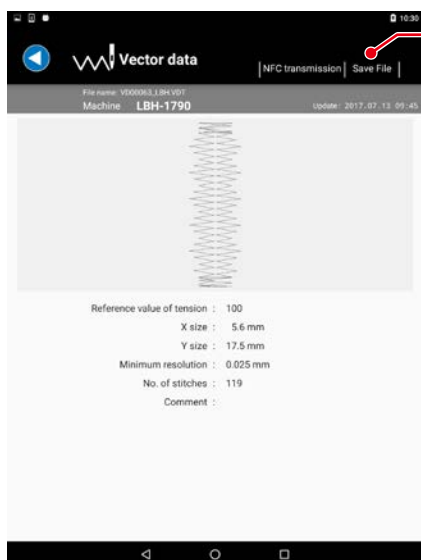 10:30
Vector data
NFC transmission Save File
File name: VD00063_LBH.VDT
Machine LBH-1790 Update: 2017.07.13 09:45
Reference value of tension : 100
X size : 5.6 mm
Y size : 17.5 mm
Minimum resolution : 0.025 mm
No. of stitches : 119
Comment :